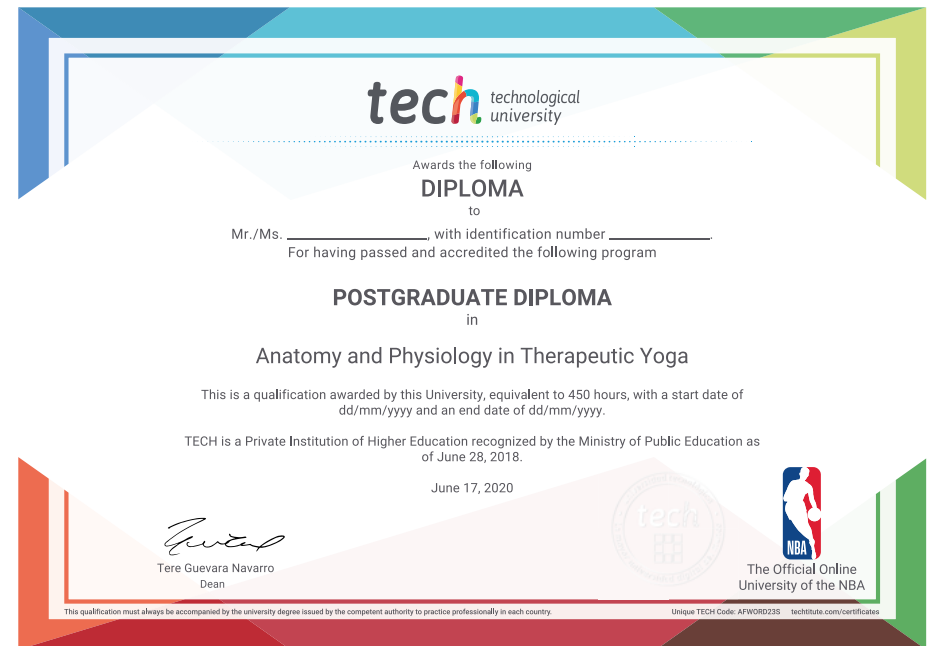 tech technological
university
Awards the following
DIPLOMA
to
Mr./Ms. ____________________, with identification number ______________.
For having passed and accredited the following program
POSTGRADUATE DIPLOMA
in
Anatomy and Physiology in Therapeutic Yoga
This is a qualification awarded by this University, equivalent to 450 hours, with a start date of
dd/mm/yyyy and an end date of dd/mm/yyyy.
TECH is a Private Institution of Higher Education recognized by the Ministry of Public Education as
of June 28, 2018.
June 17, 2020
tech
NBA
Tere Guevara Navarro
Dean
The Official Online
University of the NBA
This qualification must always be accompanied by the university degree issued by the competent authority to practice professionally in each country.
Unique TECH Code: AFWORD23S techtitute.com/certificates